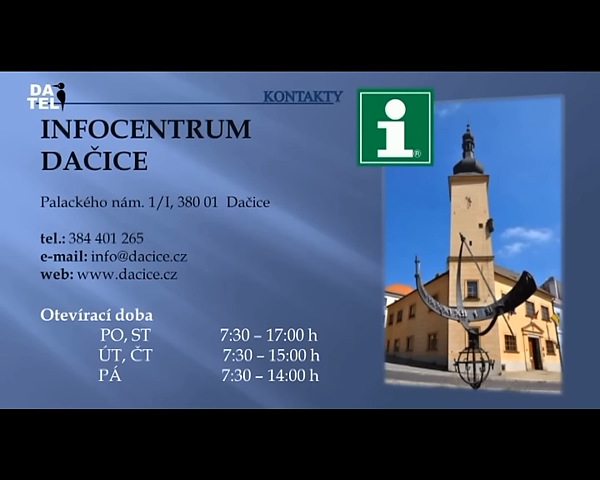 DA
TEL
KONTAKTY
INFOCENTRUM
DAČICE
Palackého nám. 1/I, 380 01 Dačice
tel.: 384 401 265
e-mail: info@dacice.cz
web: www.dacice.cz
Otevírací doba
PO, ST 7:30 – 17:00 h
ÚT, ČT 7:30 – 15:00 h
PÁ 7:30 – 14:00 h
i®